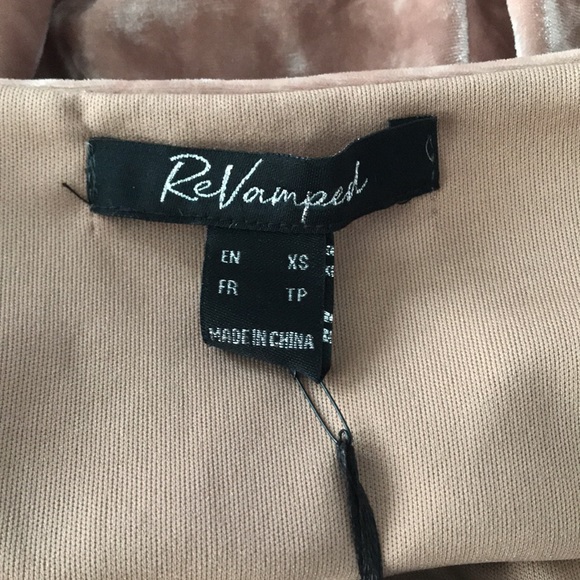 ReVamped
EN XS
FR TP
MADE IN CHINA